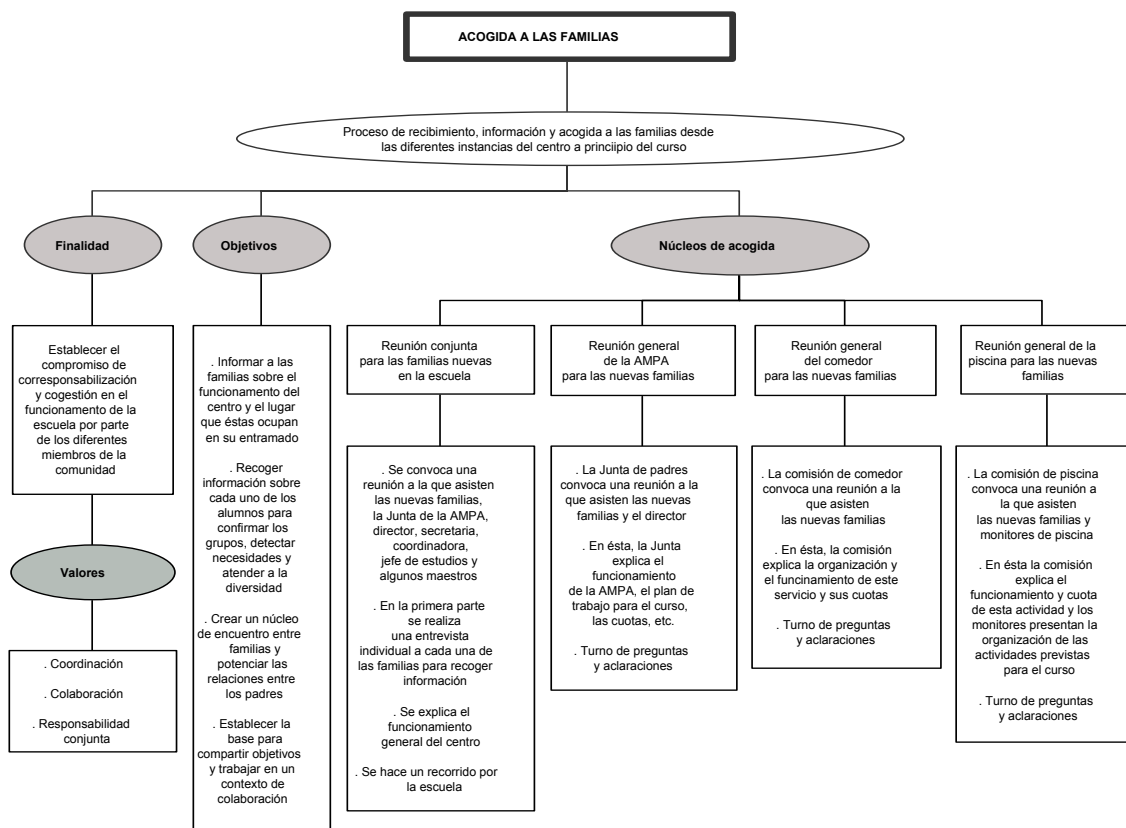 ACOGIDA A LAS FAMILIAS
Proceso de recibimiento, información y acogida a las familias desde
las diferentes instancias del centro a princiipio del curso
Finalidad
Establecer el
compromiso de
corresponsabilización
y cogestión en el
funcionamento de la
escuela por parte
de los diferentes
miembros de la
comunidad
Valores
. Coordinación
. Colaboración
. Responsabilidad
conjunta
Objetivos
. Informar a las
familias sobre el
funcionamento del
centro y el lugar
que éstas ocupan
en su entramado
. Recoger
información sobre
cada uno de los
alumnos para
confirmar los
grupos, detectar
necesidades y
atender a la
diversidad
. Crear un núcleo
de encuentro entre
familias y
potenciar las
relaciones entre
los padres
. Establecer la
base para
compartir objetivos
y trabajar en un
contexto de
colaboración
Núcleos de acogida
Reunión conjunta
para las familias nuevas
en la escuela
. Se convoca una
reunión a la que asisten
las nuevas familias,
la Junta de la AMPA,
director, secretaria,
coordinadora,
jefe de estudios y
algunos maestros
. En la primera parte
se realiza
una entrevista
individual a cada una de
las familias para recoger
información
. Se explica el
funcionamiento
general del centro
. Se hace un recorrido por
la escuela
Reunión general
de la AMPA
para las nuevas familias
. La Junta de padres
convoca una reunión a la
que asisten las nuevas
familias y el director
. En ésta, la Junta
explica el
funcionamiento
de la AMPA, el plan de
trabajo para el curso,
las cuotas, etc.
. Turno de preguntas
y aclaraciones
Reunión general
del comedor
para las nuevas familias
. La comisión de comedor
convoca una reunión a la
que asisten
las nuevas familias
. En ésta, la comisión
explica la organización y
el funcinamiento de este
servicio y sus cuotas
. Turno de preguntas
y aclaraciones
Reunión general de la
piscina para las nuevas
familias
. La comisión de piscina
convoca una reunión a
la que asisten
las nuevas familias y
monitores de piscina
. En ésta la comisión
explica el
funcionamiento y cuota
de esta actividad y los
monitores presentan la
organización de las
actividades previstas
para el curso
. Turno de preguntas
y aclaraciones